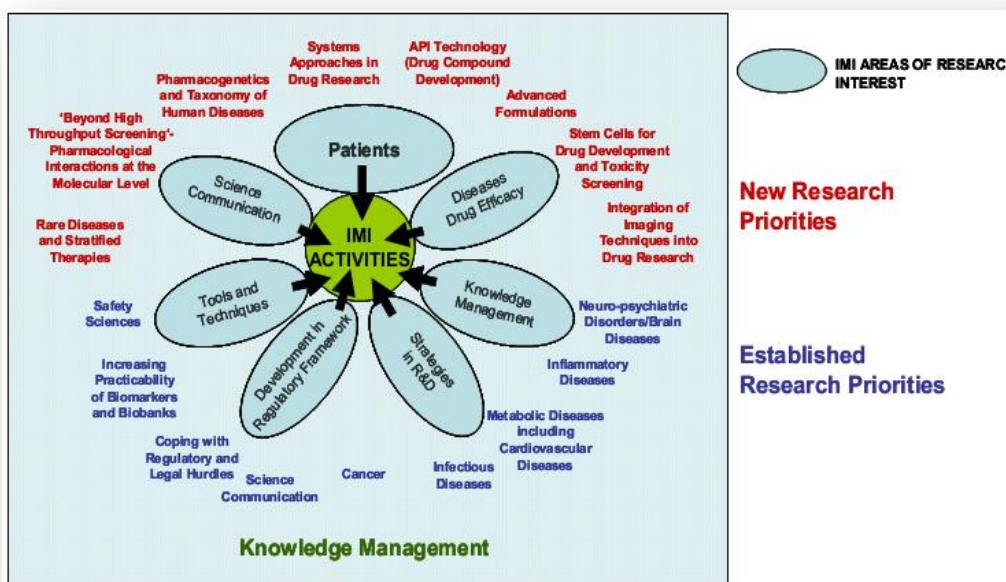 Systems
Approaches in
Drug Research
API Technology
(Drug Compound
Development)
Pharmacogenetics
and Taxonomy of
Human Diseases
Advanced
Formulations
'Beyond High
Throughput Screening'-
Pharmacological
Interactions at the
Molecular Level
Stem Cells for
Drug Development
and Toxicity
Screening
Rare Diseases
and Stratified
Therapies
Integration of
Imaging
Techniques into
Drug Research
Patients
Science
Communication
Diseases
Drug Efficacy
IMI
ACTIVITIES
Tools and
Techniques
Knowledge
Management
Development in
Regulatory Framework
Strategies
in R&D
Safety
Sciences
Neuro-psychiatric
Disorders/Brain
Diseases
Increasing
Practicability
of Biomarkers
and Biobanks
Inflammatory
Diseases
Coping with
Regulatory and
Legal Hurdles
Science
Communication
Cancer
Infectious
Diseases
Metabolic Diseases
including
Cardiovascular
Diseases
Knowledge Management
IMI AREAS OF RESEARC
INTEREST
New Research
Priorities
Established
Research Priorities